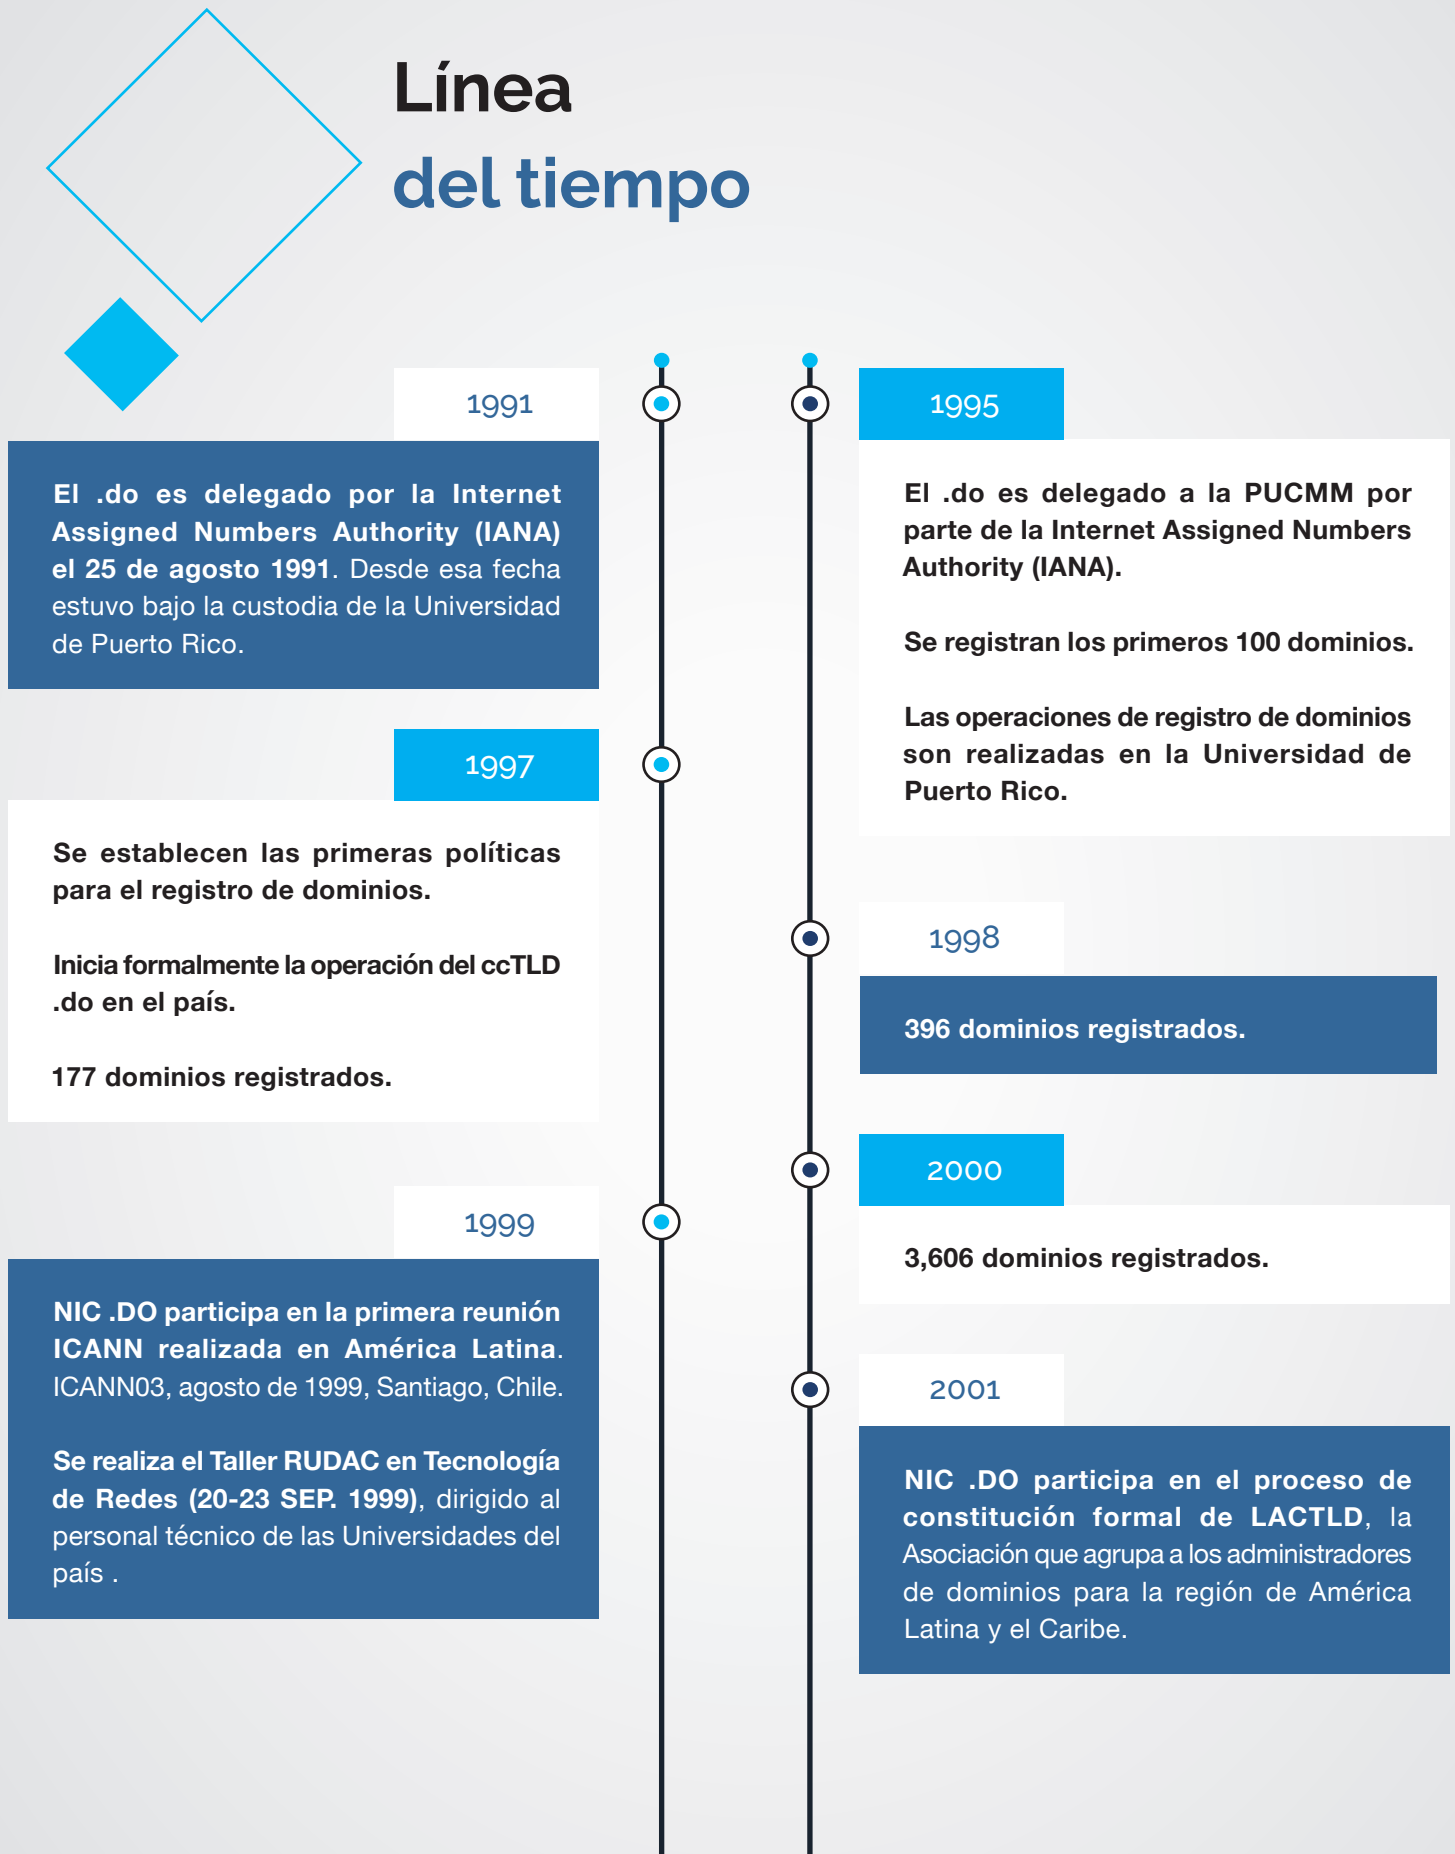 Línea
del tiempo
1991
El .do es delegado por la Internet
Assigned Numbers Authority (IANA)
el 25 de agosto 1991. Desde esa fecha
estuvo bajo la custodia de la Universidad
de Puerto Rico.
1995
El .do es delegado a la PUCMM por
parte de la Internet Assigned Numbers
Authority (IANA).
Se registran los primeros 100 dominios.
Las operaciones de registro de dominios
son realizadas en la Universidad de
Puerto Rico.
1997
Se establecen las primeras políticas
para el registro de dominios.
Inicia formalmente la operación del ccTLD
.do en el país.
177 dominios registrados.
1998
396 dominios registrados.
1999
NIC .DO participa en la primera reunión
ICANN realizada en América Latina.
ICANN03, agosto de 1999, Santiago, Chile.
Se realiza el Taller RUDAC en Tecnología
de Redes (20-23 SEP. 1999), dirigido al
personal técnico de las Universidades del
país .
2000
3,606 dominios registrados.
2001
NIC .DO participa en el proceso de
constitución formal de LACTLD, la
Asociación que agrupa a los administradores
de dominios para la región de América
Latina y el Caribe.